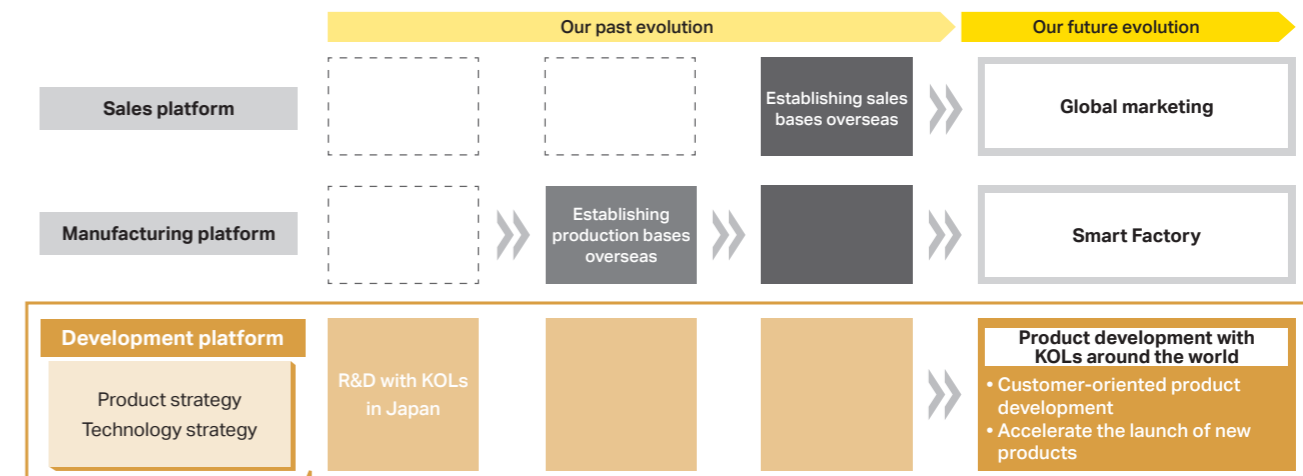 Our past evolution
Our future evolution
Sales platform
Establishing sales
bases overseas
Global marketing
Manufacturing platform
Establishing
production bases
overseas
Smart Factory
Development platform
Product strategy
Technology strategy
R&D with KOLs
in Japan
Product development with
KOLs around the world
• Customer-oriented product
development
• Accelerate the launch of new
products